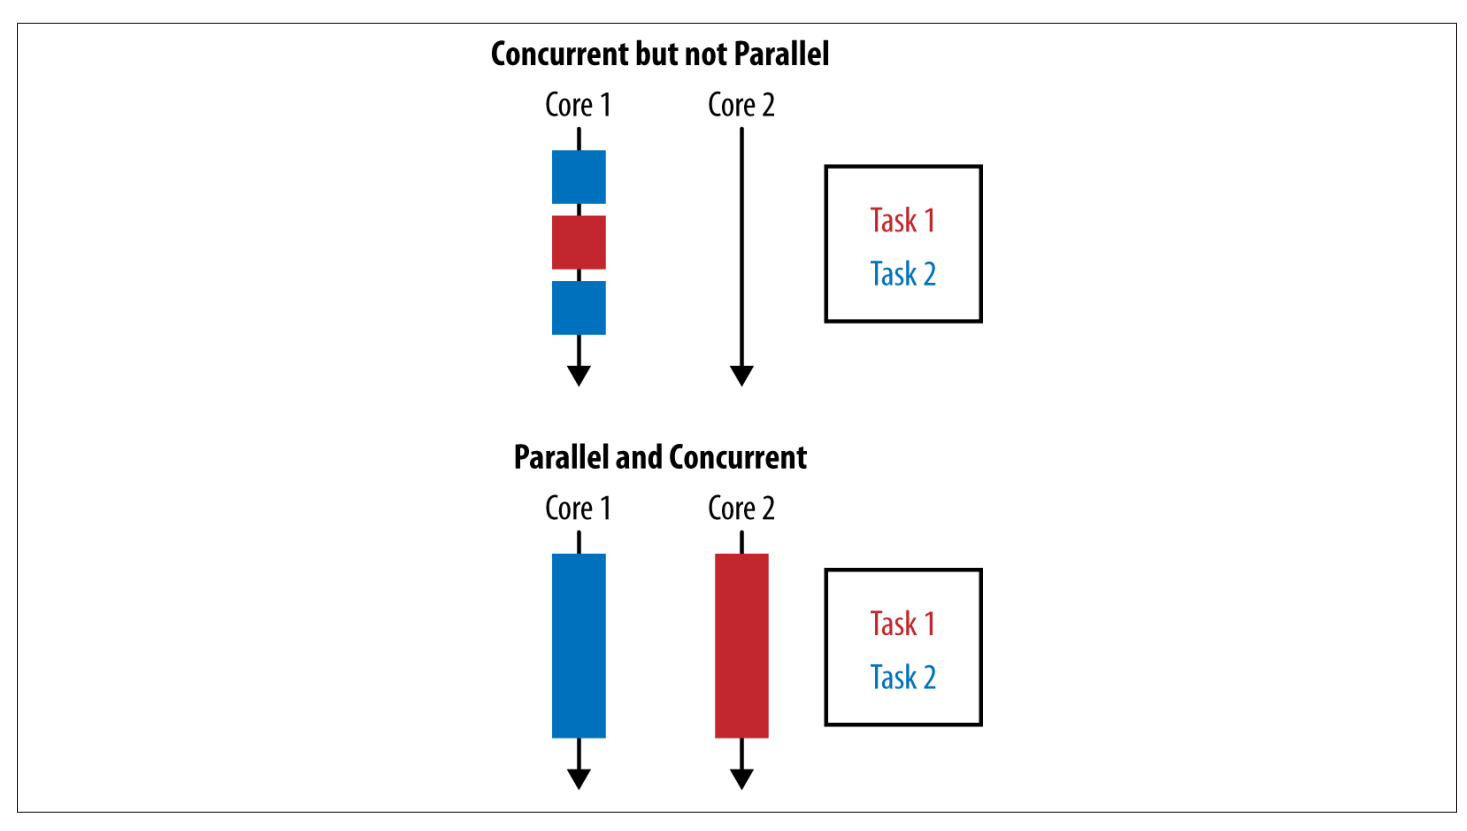 Concurrent but not Parallel
Core 1 Core 2
Task 1
Task 2
Parallel and Concurrent
Core 1 Core 2
Task 1
Task 2